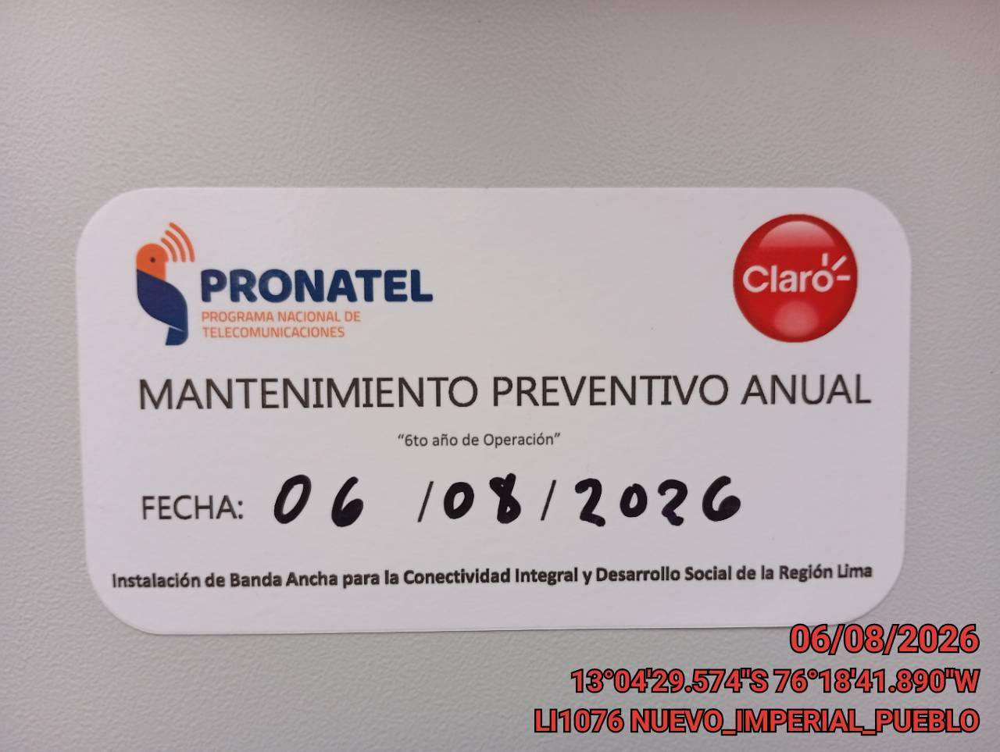 PRONATEL
PROGRAMA NACIONAL DE
TELECOMUNICACIONES
Claro
MANTENIMIENTO PREVENTIVO ANUAL
“6to año de Operación”
FECHA: 06 /08/2026
Instalación de Banda Ancha para la Conectividad Integral y Desarrollo Social de la Región Lima
06/08/2026
13°04'29.574"S 76°18'41.890"W
LI1076 NUEVO_IMPERIAL_PUEBLO